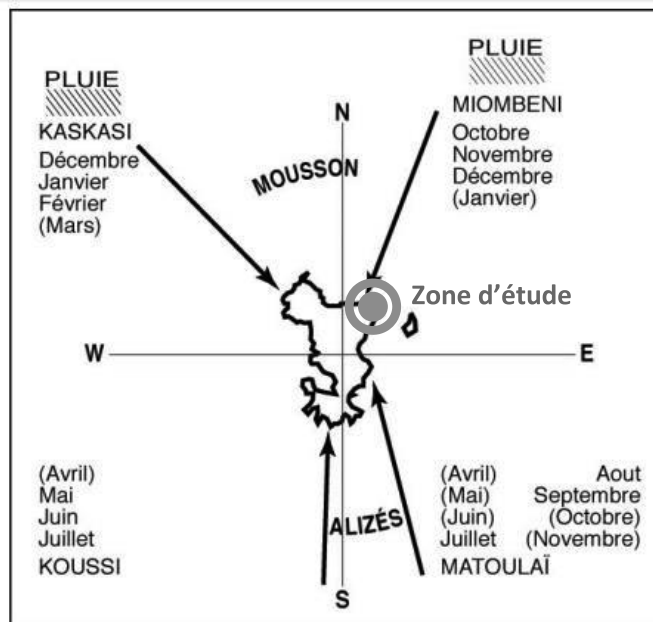 PLUIE
KASKASI
Décembre
Janvier
Février
(Mars)
PLUIE
MIOMBENI
Octobre
Novembre
Décembre
(Janvier)
N
MOUSSON
Zone d’étude
W
E
(Avril)
Mai
Juin
Juillet
KOUSSI
ALIZÉS
S
(Avril) Aout
(Mai) Septembre
(Juin) (Octobre)
Juillet (Novembre)
MATOULAÏ